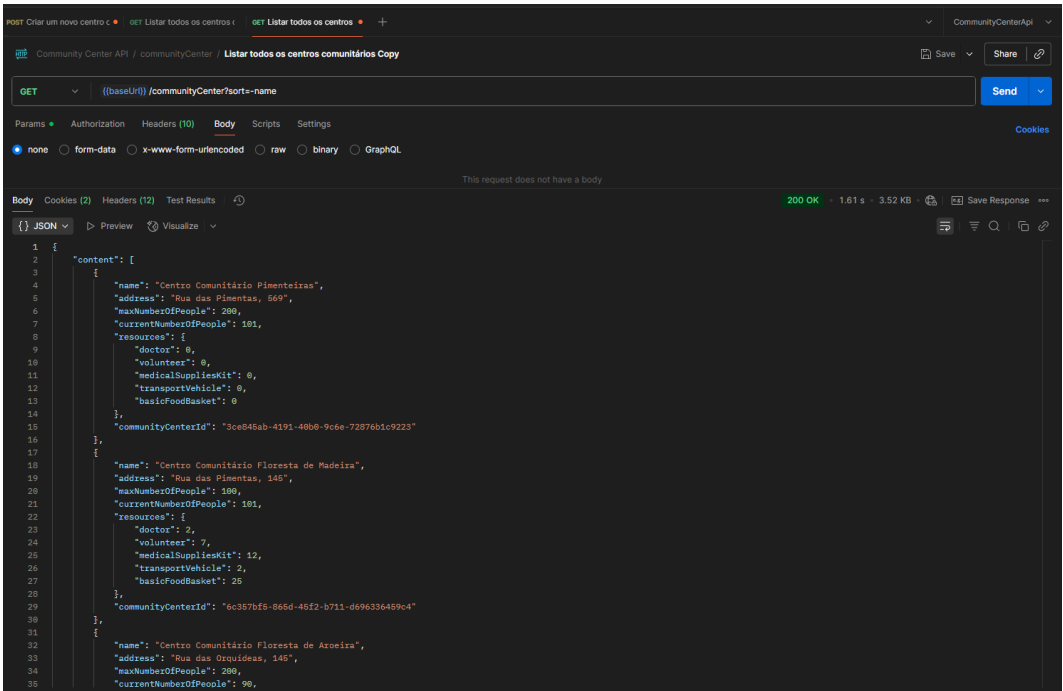 POST Criar um novo centro c GET Listar todos os centros c GET Listar todos os centros + CommunityCenterApi
HTTP Community Center API / communityCenter / Listar todos os centros comunitários Copy Save Share
GET {{baseUrl}} /communityCenter?sort=-name Send
Params Authorization Headers (10) Body Scripts Settings Cookies
none form-data x-www-form-urlencoded raw binary GraphQL
This request does not have a body
Body Cookies (2) Headers (12) Test Results 200 OK 1.61 s 3.52 KB Save Response
{} JSON Preview Visualize
1 {
2 "content": [
3 {
4 "name": "Centro Comunitário Pimenteiras",
5 "address": "Rua das Pimentas, 569",
6 "maxNumberOfPeople": 200,
7 "currentNumberOfPeople": 101,
8 "resources": {
9 "doctor": 0,
10 "volunteer": 0,
11 "medicalSuppliesKit": 0,
12 "transportVehicle": 0,
13 "basicFoodBasket": 0
14 },
15 "communityCenterId": "3ce845ab-4191-40b0-9c6e-72876b1c9223"
16 },
17 {
18 "name": "Centro Comunitário Floresta de Madeira",
19 "address": "Rua das Pimentas, 145",
20 "maxNumberOfPeople": 100,
21 "currentNumberOfPeople": 101,
22 "resources": {
23 "doctor": 2,
24 "volunteer": 7,
25 "medicalSuppliesKit": 12,
26 "transportVehicle": 2,
27 "basicFoodBasket": 25
28 },
29 "communityCenterId": "6c357bf5-865d-45f2-b711-d696336459c4"
30 },
31 {
32 "name": "Centro Comunitário Floresta de Aroeira",
33 "address": "Rua das Orquídeas, 145",
34 "maxNumberOfPeople": 200,
35 "currentNumberOfPeople": 90,